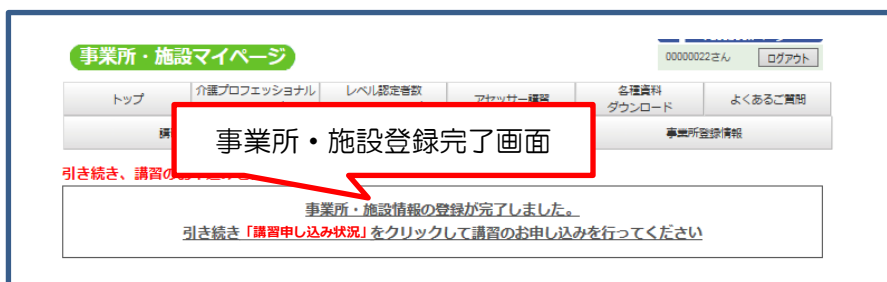 事業所・施設マイページ
00000022さん ログアウト
トップ
介護プロフェッショナル
レベル認定者数
アセッサー講習
各種資料
ダウンロード
よくあるご質問
事業所・施設登録完了画面
事業所登録情報
引き続き、講習の
事業所・施設情報の登録が完了しました。
引き続き「講習申し込み状況」をクリックして講習のお申し込みを行ってください